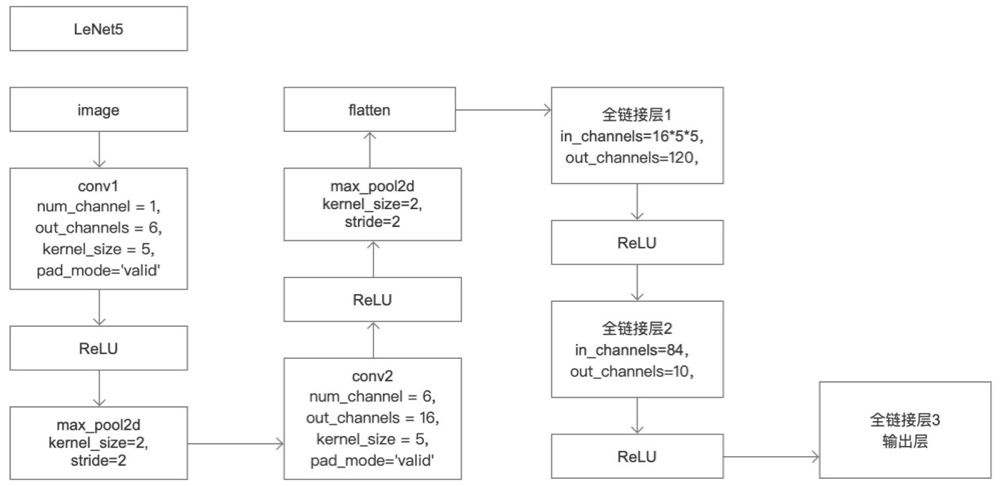 LeNet5
image
conv1
num_channel = 1,
out_channels = 6,
kernel_size = 5,
pad_mode='valid'
ReLU
max_pool2d
kernel_size=2,
stride=2
conv2
num_channel = 6,
out_channels = 16,
kernel_size = 5,
pad_mode='valid'
ReLU
max_pool2d
kernel_size=2,
stride=2
flatten
全链接层1
in_channels=16*5*5,
out_channels=120,
ReLU
全链接层2
in_channels=84,
out_channels=10,
ReLU
全链接层3
输出层